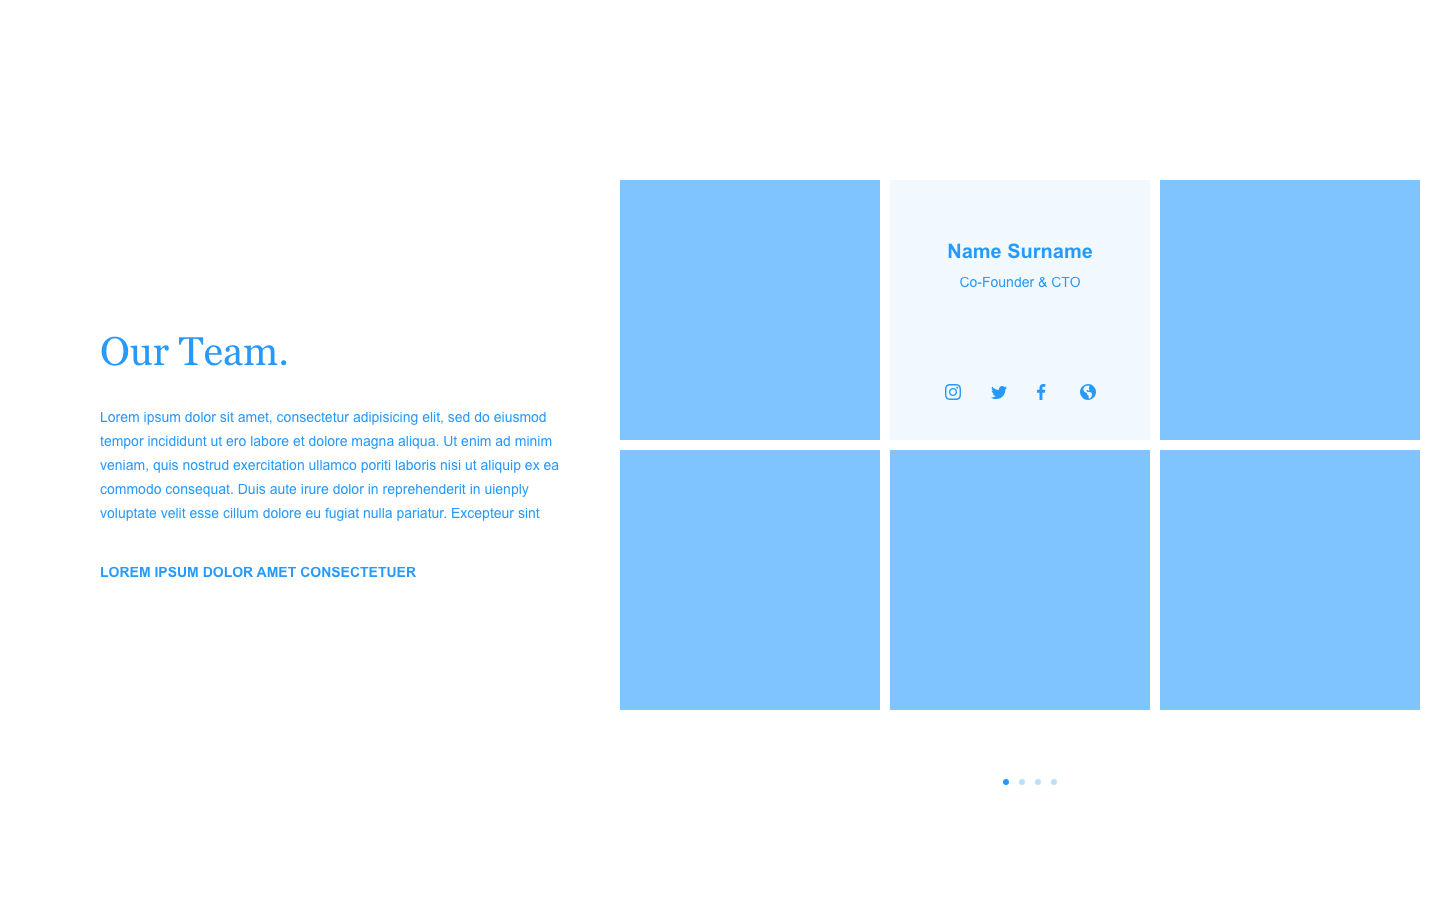 Our Team.
Lorem ipsum dolor sit amet, consectetur adipisicing elit, sed do eiusmod
tempor incididunt ut ero labore et dolore magna aliqua. Ut enim ad minim
veniam, quis nostrud exercitation ullamco poriti laboris nisi ut aliquip ex ea
commodo consequat. Duis aute irure dolor in reprehenderit in uienply
voluptate velit esse cillum dolore eu fugiat nulla pariatur. Excepteur sint
LOREM IPSUM DOLOR AMET CONSECTETUER
Name Surname
Co-Founder & CTO